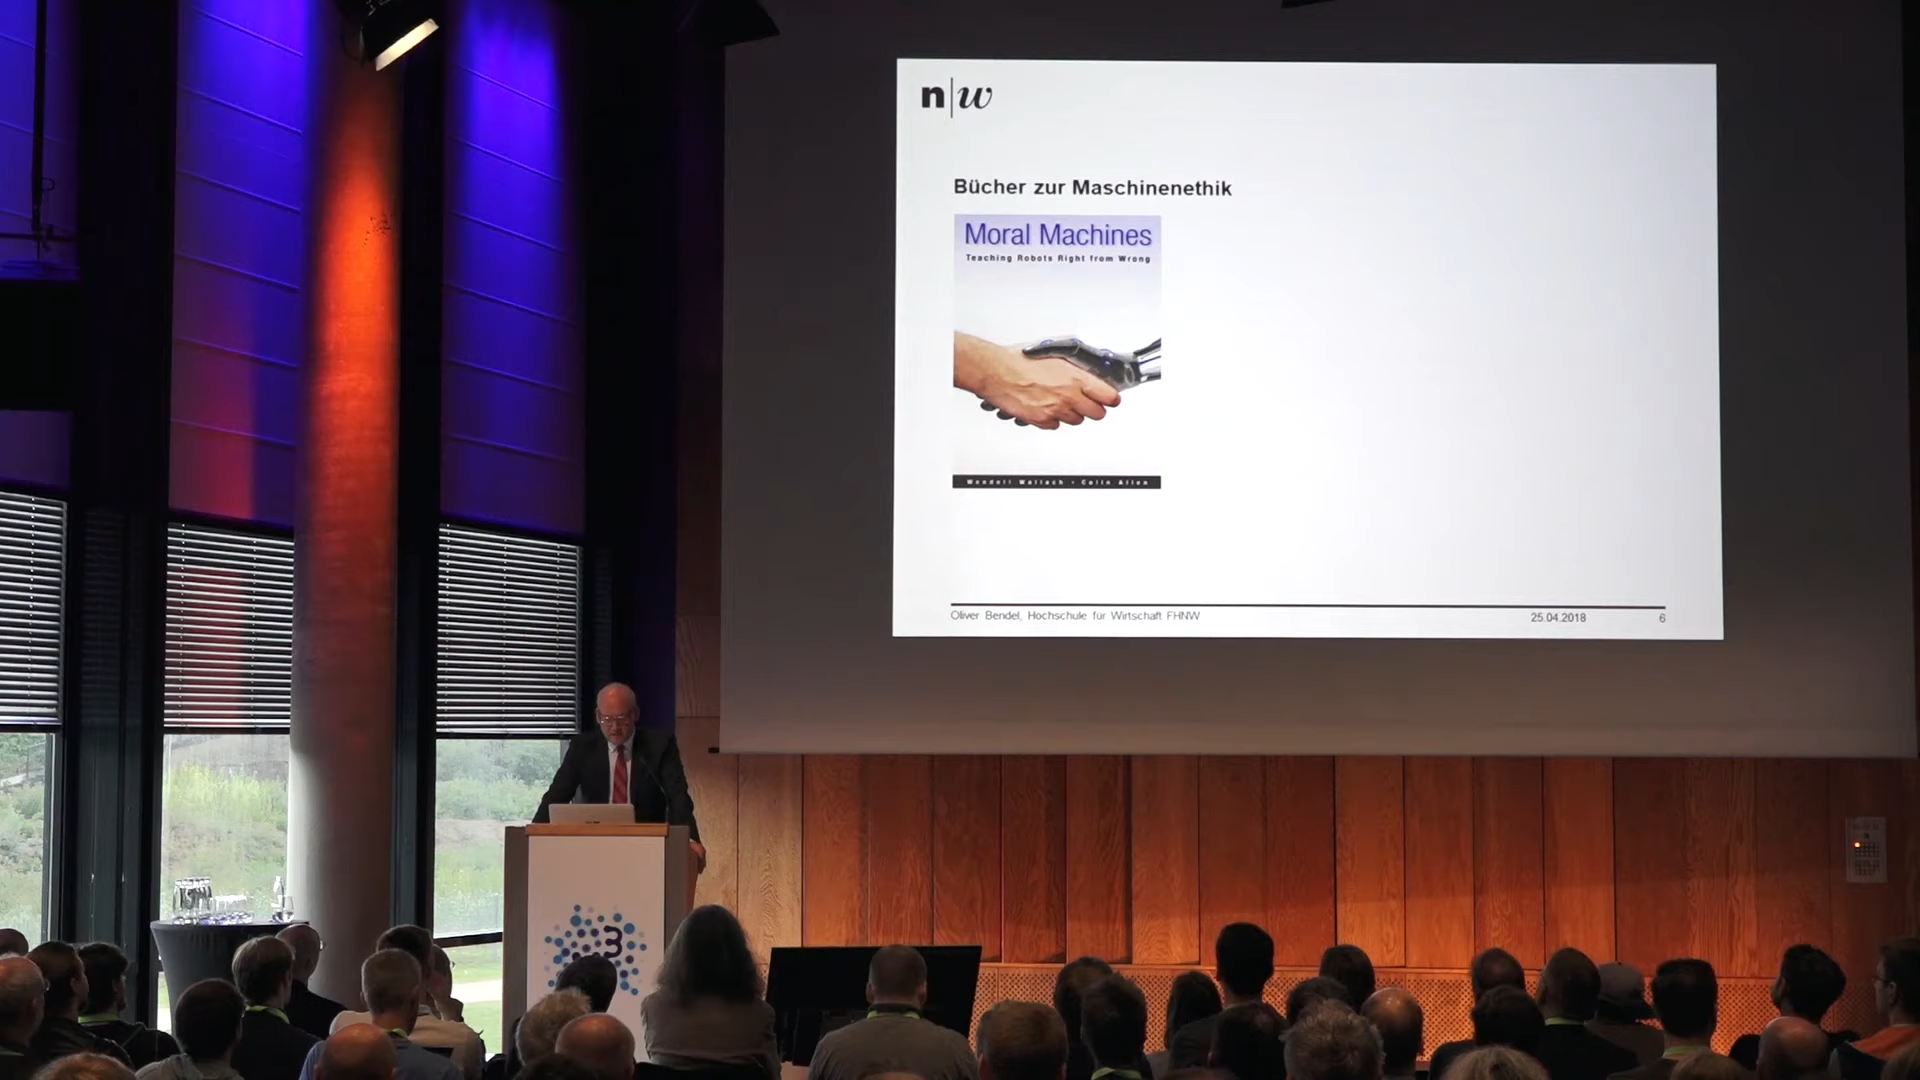 n|w
Bücher zur Maschinenethik
Moral Machines
Teaching Robots Right from Wrong
Wendell Wallach • Colin Allen
Oliver Bendel, Hochschule für Wirtschaft FHNW
25.04.2018
6
3